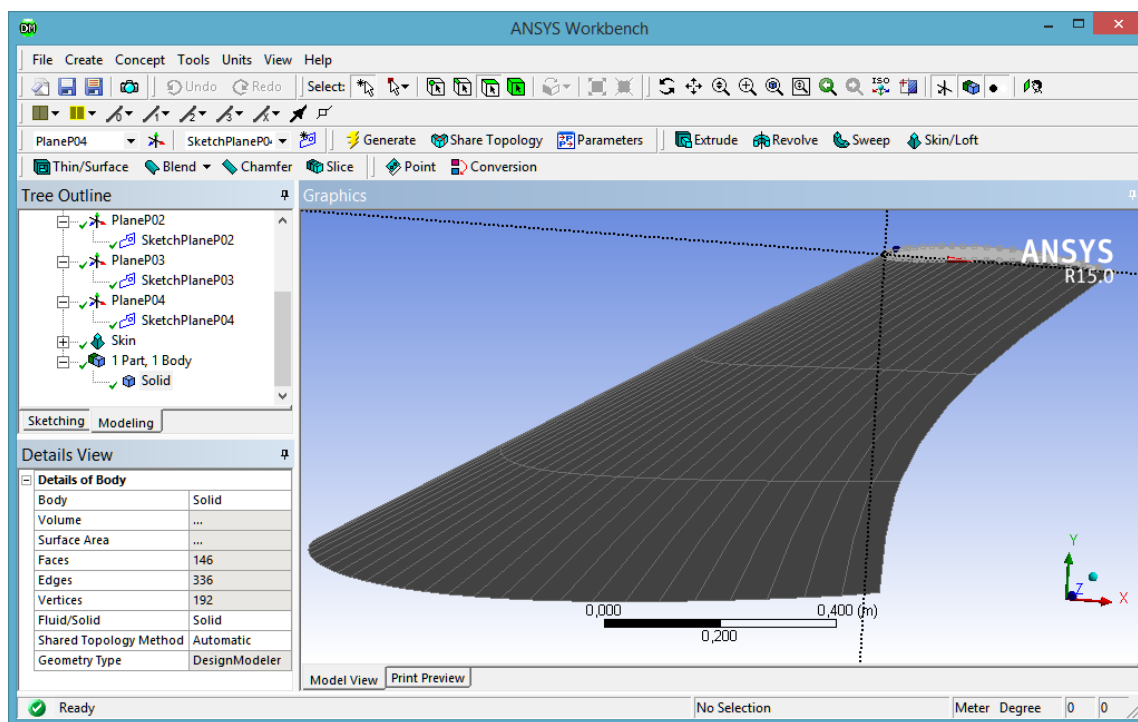 DM ANSYS Workbench
File Create Concept Tools Units View Help
Undo Redo Select: ISO
PlaneP04 SketchPlaneP0 Generate Share Topology Parameters Extrude Revolve Sweep Skin/Loft
Thin/Surface Blend Chamfer Slice Point Conversion
Tree Outline
PlaneP02
SketchPlaneP02
PlaneP03
SketchPlaneP03
PlaneP04
SketchPlaneP04
Skin
1 Part, 1 Body
Solid
Sketching Modeling
Details View
Details of Body
Body Solid
Volume ...
Surface Area ...
Faces 146
Edges 336
Vertices 192
Fluid/Solid Solid
Shared Topology Method Automatic
Geometry Type DesignModeler
Graphics
ANSYS
R15.0
Y
Z X
0,000 0,400 (m)
0,200
Model View Print Preview
Ready No Selection Meter Degree 0 0